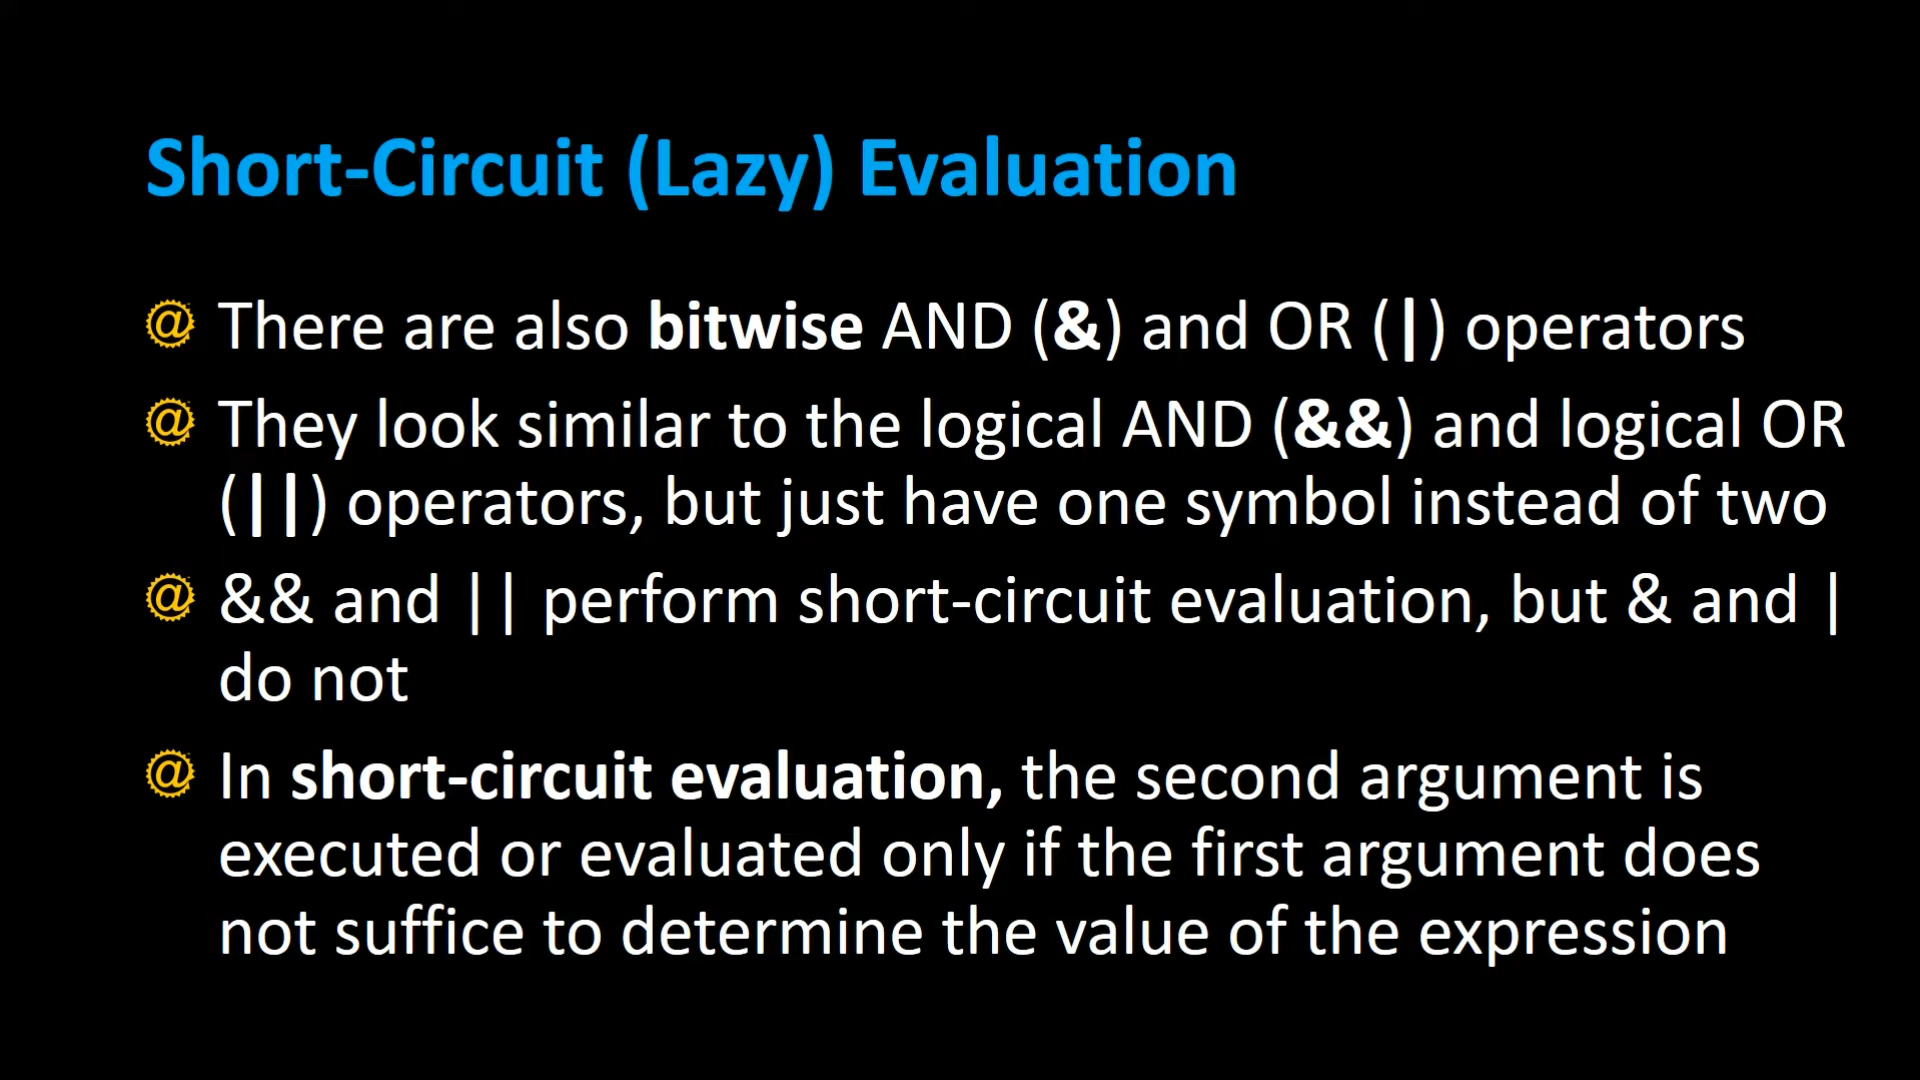 Short-Circuit (Lazy) Evaluation
@ There are also bitwise AND (&) and OR (|) operators
@ They look similar to the logical AND (&&) and logical OR
(||) operators, but just have one symbol instead of two
@ && and || perform short-circuit evaluation, but & and |
do not
@ In short-circuit evaluation, the second argument is
executed or evaluated only if the first argument does
not suffice to determine the value of the expression